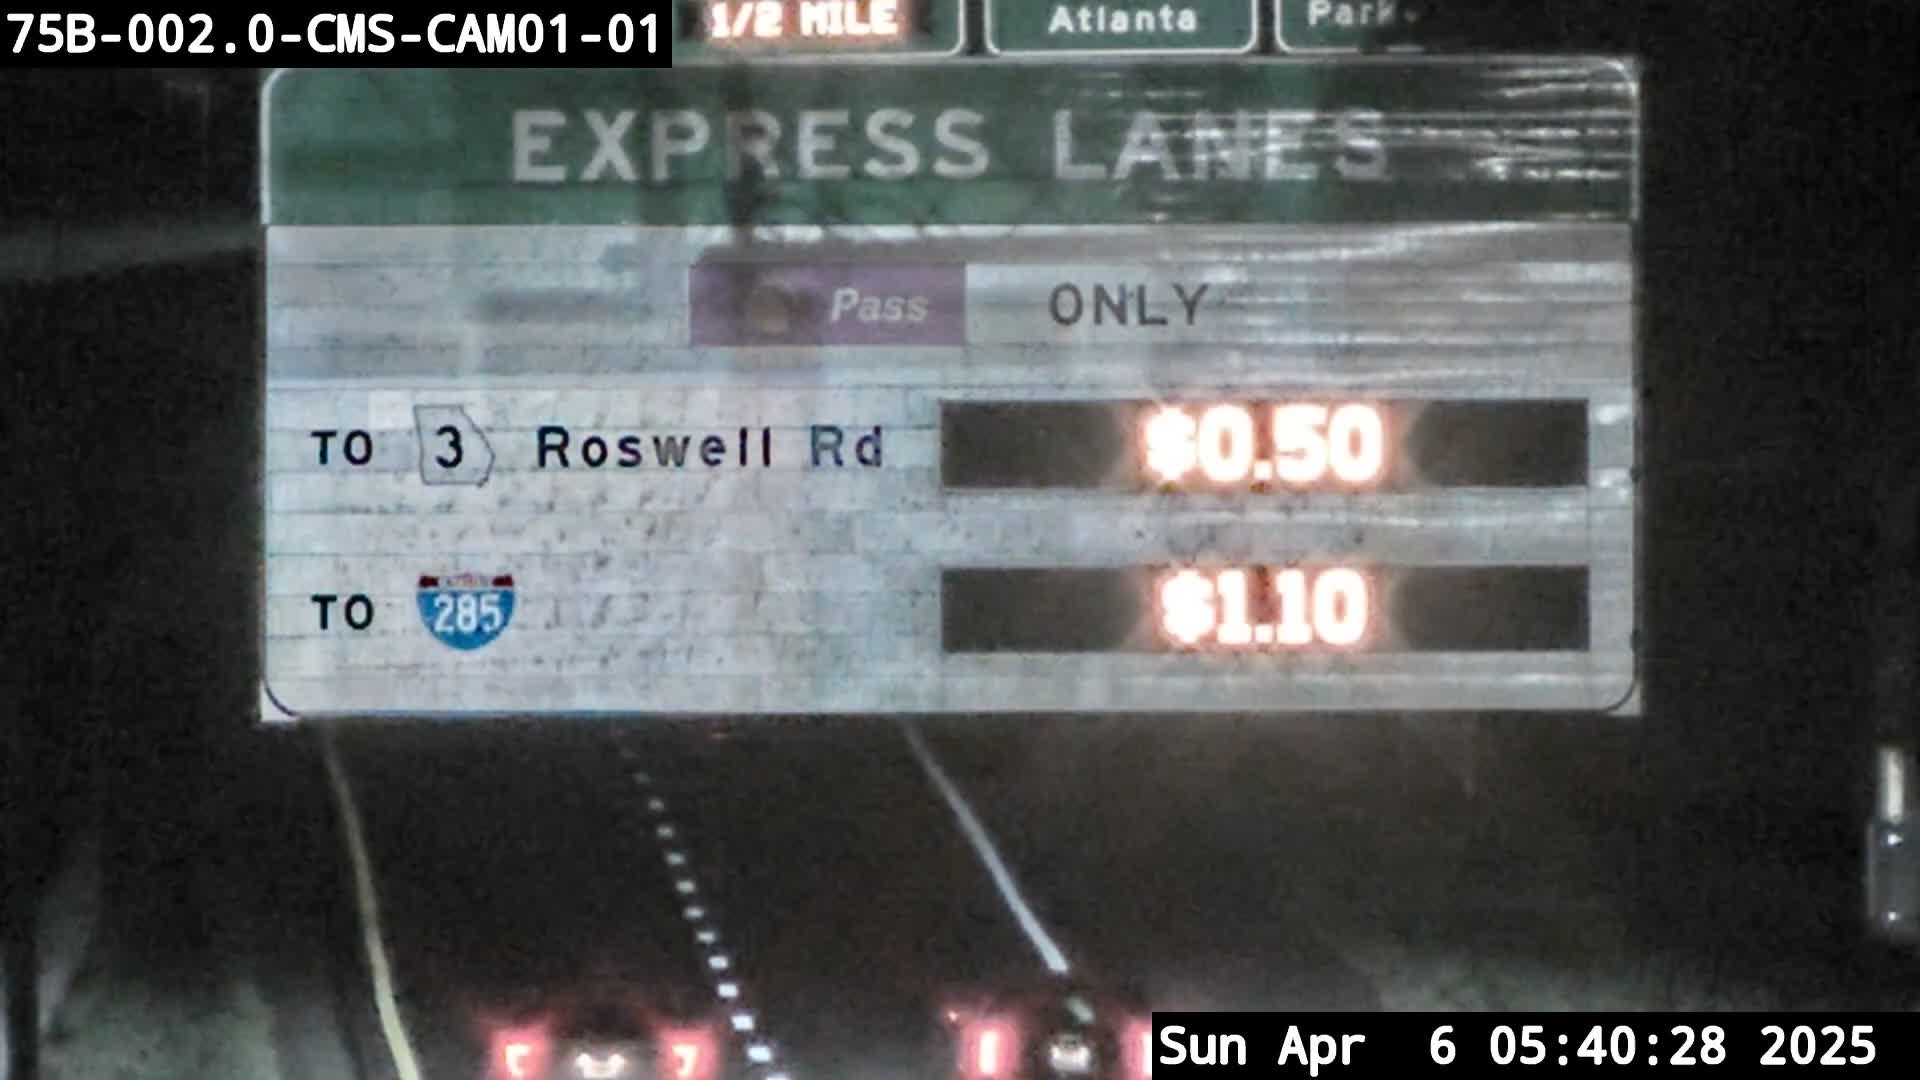 75B-002.0-CMS-CAM01-01
1/2 MILE
Atlanta
Park
EXPRESS LANES
Pass ONLY
TO 3 Roswell Rd $0.50
TO 285 $1.10
Sun Apr 6 05:40:28 2025